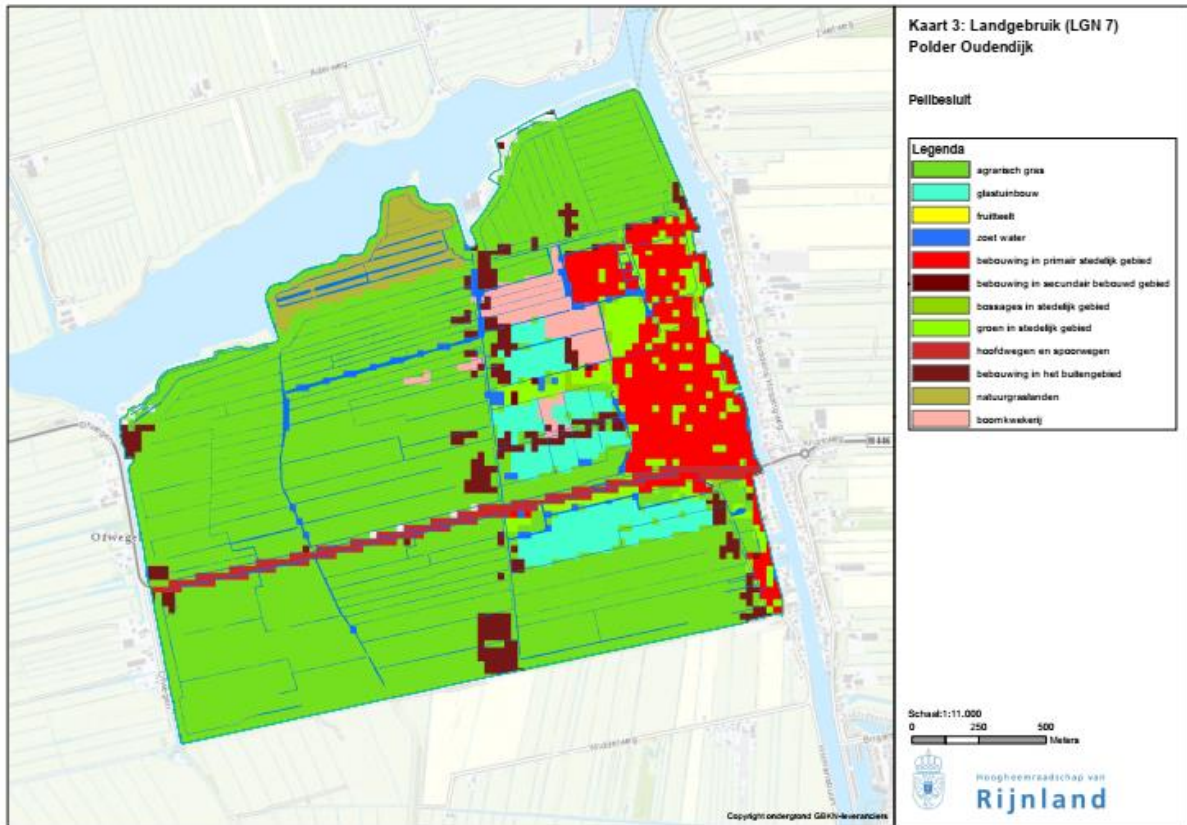 Kaart 3: Landgebruik (LGN 7)
Polder Oudendijk
Peilbesluit
Legenda
agrarisch gras
glastuinbouw
fruitteelt
zoet water
bebouwing in primair stedelijk gebied
bebouwing in secundair bebouwd gebied
bossages in stedelijk gebied
groen in stedelijk gebied
hoofdwegen en spoorwegen
bebouwing in het buitengebied
natuurgraslanden
boomkwekerij
Ofwegen
Schaal:1:11.000
0 250 500
Meters
Hoogheemraadschap van
Rijnland
Copyright ondergrond GBKN-leveranciers